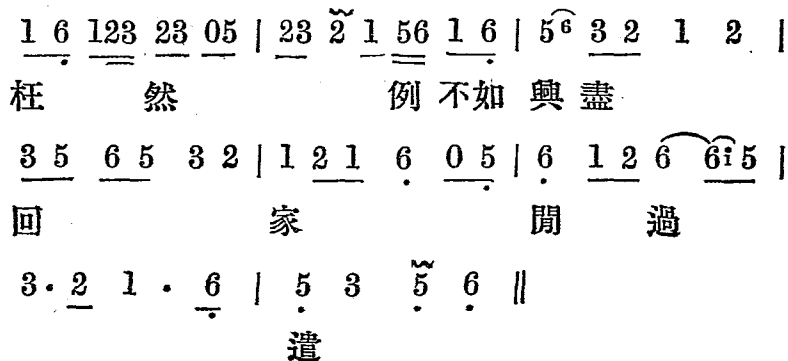 1 6 123 23 05 | 23 2 1 56 1 6 | 5 6 3 2 1 2 |
枉 然 例 不如 興 盡
3 5 6 5 3 2 | 1 2 1 6 0 5 | 6 1 2 6 6i 5 |
回 家 閒 過
3 · 2 1 · 6 | 5 3 5 6 ‖
遣